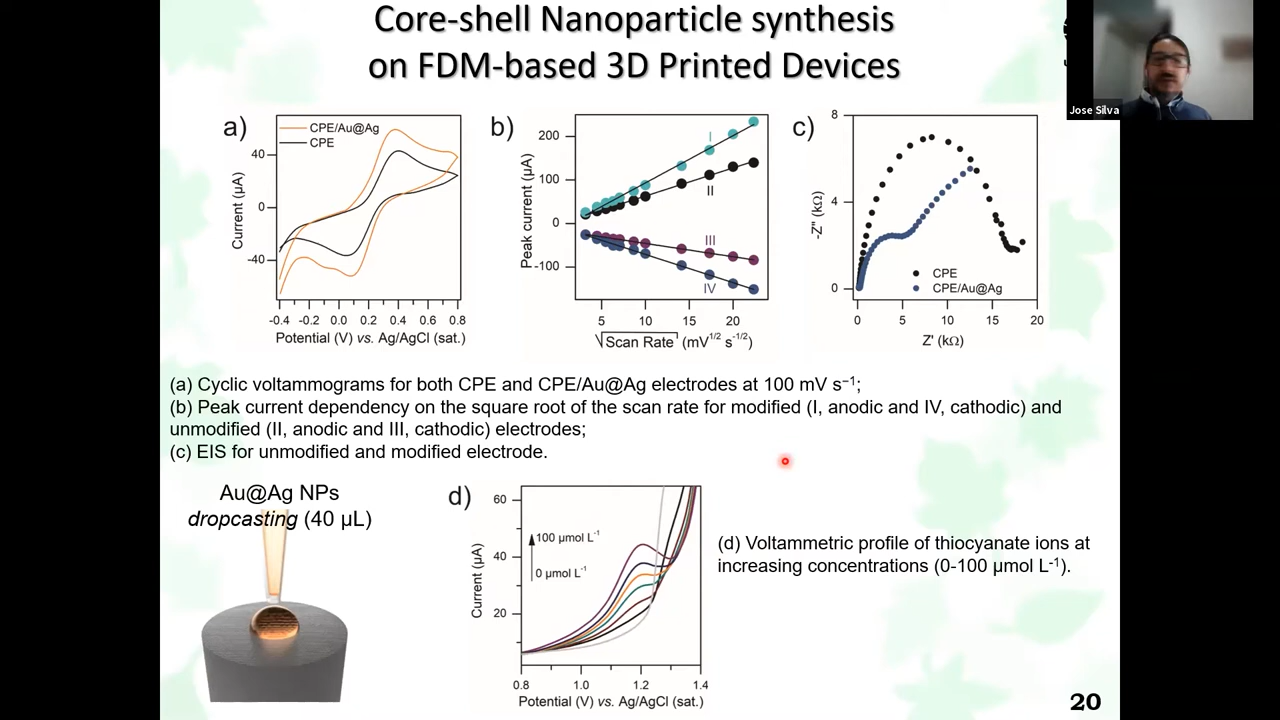 Core-shell Nanoparticle synthesis
on FDM-based 3D Printed Devices
Jose Silva
a)
CPE/Au@Ag
CPE
40
0
-40
Current (µA)
-0.4 -0.2 0.0 0.2 0.4 0.6 0.8
Potential (V) vs. Ag/AgCl (sat.)
b)
200
100
0
-100
Peak current (µA)
I
II
III
IV
5 10 15 20
√Scan Rate (mV¹ᐟ² s⁻¹ᐟ²)
c)
8
4
0
-Z" (kΩ)
CPE
CPE/Au@Ag
0 5 10 15 20
Z' (kΩ)
(a) Cyclic voltammograms for both CPE and CPE/Au@Ag electrodes at 100 mV s⁻¹;
(b) Peak current dependency on the square root of the scan rate for modified (I, anodic and IV, cathodic) and
unmodified (II, anodic and III, cathodic) electrodes;
(c) EIS for unmodified and modified electrode.
Au@Ag NPs
dropcasting (40 µL)
d)
60
40
20
Current (µA)
100 µmol L⁻¹
0 µmol L⁻¹
0.8 1.0 1.2 1.4
Potential (V) vs. Ag/AgCl (sat.)
(d) Voltammetric profile of thiocyanate ions at
increasing concentrations (0-100 µmol L⁻¹).
20